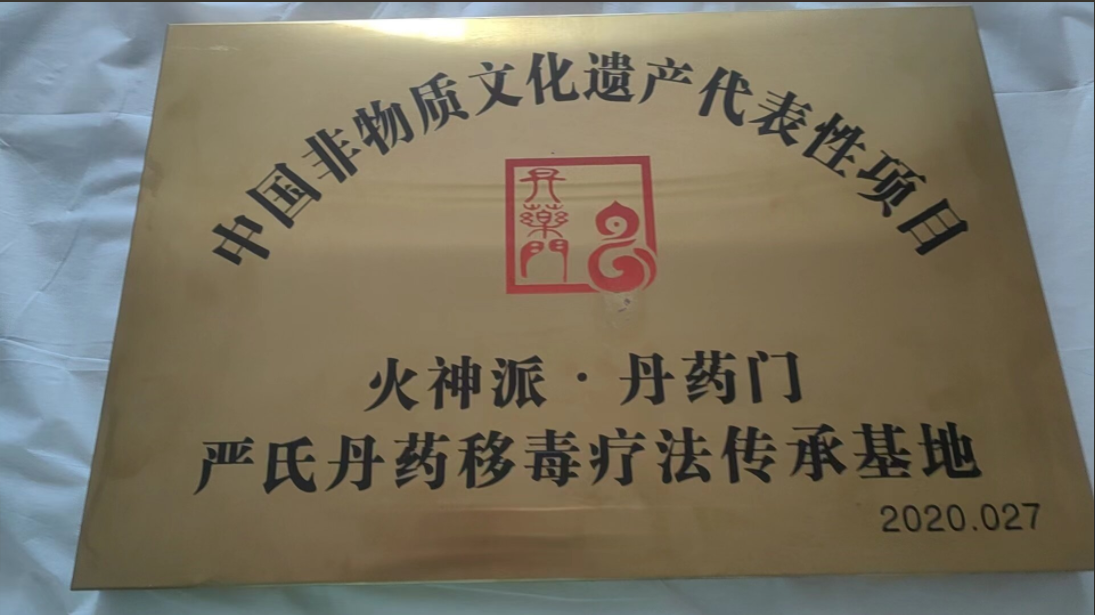 中国非物质文化遗产代表性项目
丹藥門
火神派·丹药门
严氏丹药移毒疗法传承基地
2020.027